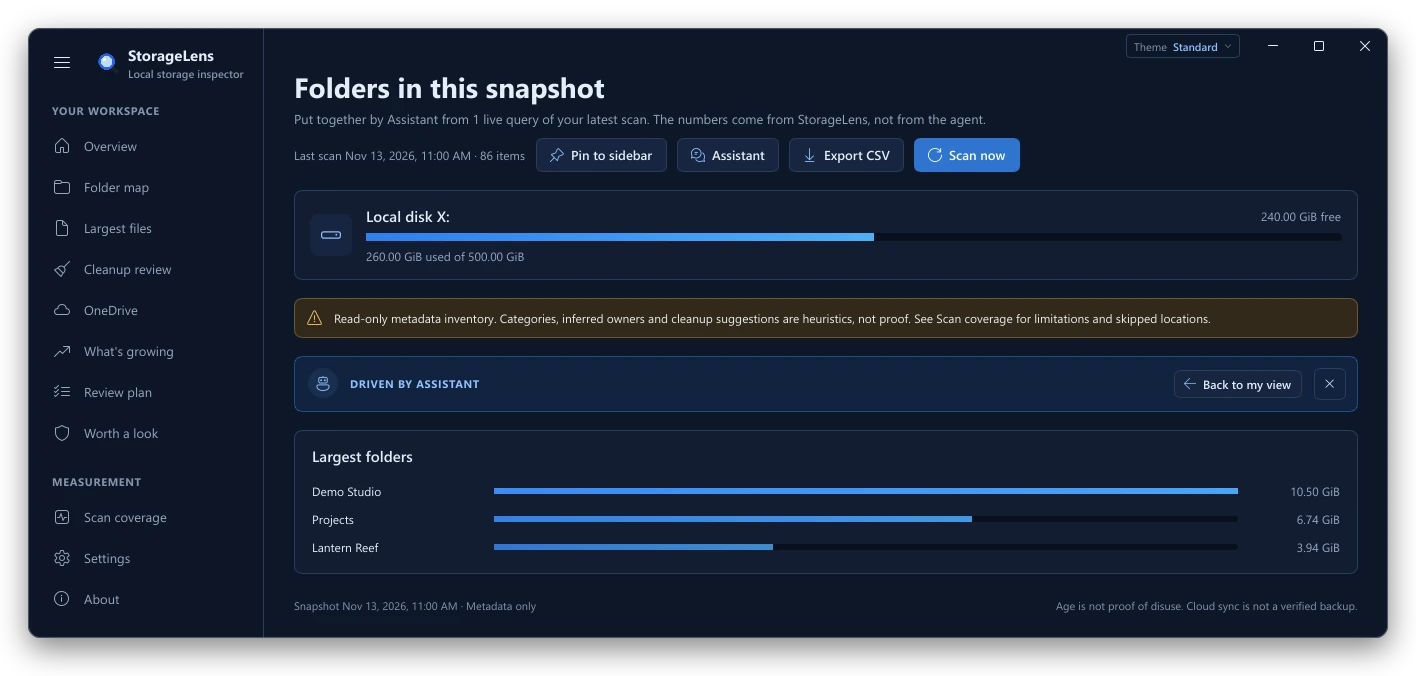 StorageLens
Local storage inspector
YOUR WORKSPACE
Overview
Folder map
Largest files
Cleanup review
OneDrive
What's growing
Review plan
Worth a look
MEASUREMENT
Scan coverage
Settings
About
Theme Standard
Folders in this snapshot
Put together by Assistant from 1 live query of your latest scan. The numbers come from StorageLens, not from the agent.
Last scan Nov 13, 2026, 11:00 AM · 86 items
Pin to sidebar
Assistant
Export CSV
Scan now
Local disk X:
240.00 GiB free
260.00 GiB used of 500.00 GiB
Read-only metadata inventory. Categories, inferred owners and cleanup suggestions are heuristics, not proof. See Scan coverage for limitations and skipped locations.
DRIVEN BY ASSISTANT
Back to my view
Largest folders
Demo Studio 10.50 GiB
Projects 6.74 GiB
Lantern Reef 3.94 GiB
Snapshot Nov 13, 2026, 11:00 AM · Metadata only
Age is not proof of disuse. Cloud sync is not a verified backup.